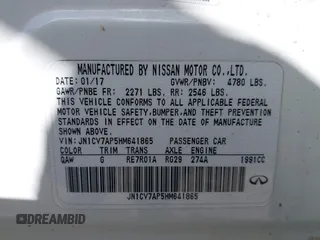 MANUFACTURED BY NISSAN MOTOR CO.,LTD.
DATE: 01/17 GVWR/PNBV: 4780 LBS.
GAWR/PNBE FR: 2271 LBS. RR: 2546 LBS.
THIS VEHICLE CONFORMS TO ALL APPLICABLE FEDERAL
MOTOR VEHICLE SAFETY,BUMPER,AND THEFT PREVENTION
STANDARDS IN EFFECT ON THE DATE OF MANUFACTURE
SHOWN ABOVE.
VIN: JN1CV7AP5HM641865 PASSENGER CAR
COLOR TRIM TRANS AXLE ENGINE
QAW G RE7R01A RG29 274A 1991CC
JN1CV7AP5HM641865
INFINITI
DREAMBID